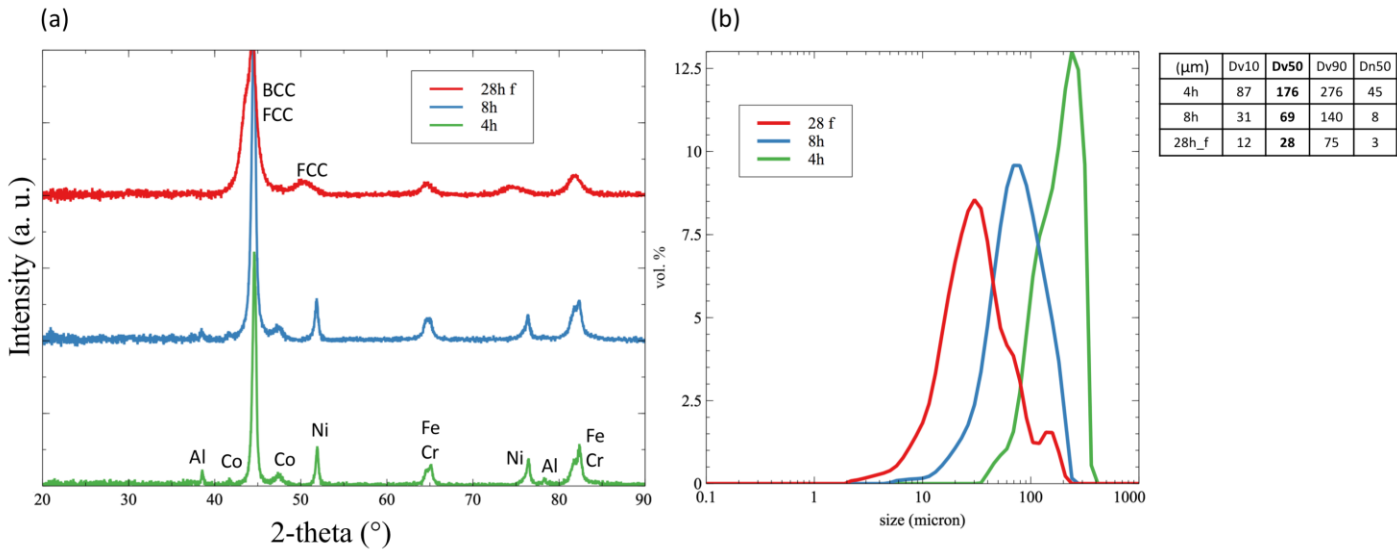 (a)
(b)
Intensity (a. u.)
28h f
8h
4h
BCC
FCC
FCC
Al
Co
Co
Ni
Fe
Cr
Ni
Al
Fe
Cr
20 30 40 50 60 70 80 90
2-theta (°)
vol. %
12.5
10
7.5
5
2.5
0
28 f
8h
4h
0.1 1 10 100 1000
size (micron)
(μm) Dv10 Dv50 Dv90 Dn50
4h 87 176 276 45
8h 31 69 140 8
28h_f 12 28 75 3